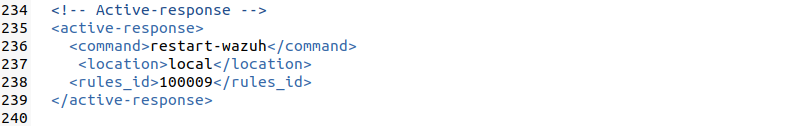 234 <!-- Active-response -->
235 <active-response>
236 <command>restart-wazuh</command>
237 <location>local</location>
238 <rules_id>100009</rules_id>
239 </active-response>
240